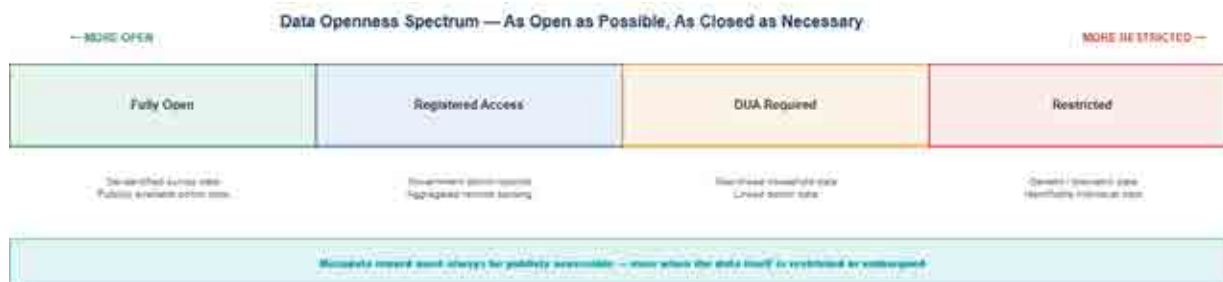 Data Openness Spectrum — As Open as Possible, As Closed as Necessary
← MORE OPEN
MORE RESTRICTED →
Fully Open
Registered Access
DUA Required
Restricted
De-identified survey data
Publicly available admin data
Government admin records
Aggregated remote sensing
household data
Linked admin data
Genetic / biometric data
Identifiable individual data
Metadata record must always be publicly accessible — even when the data itself is restricted or embargoed